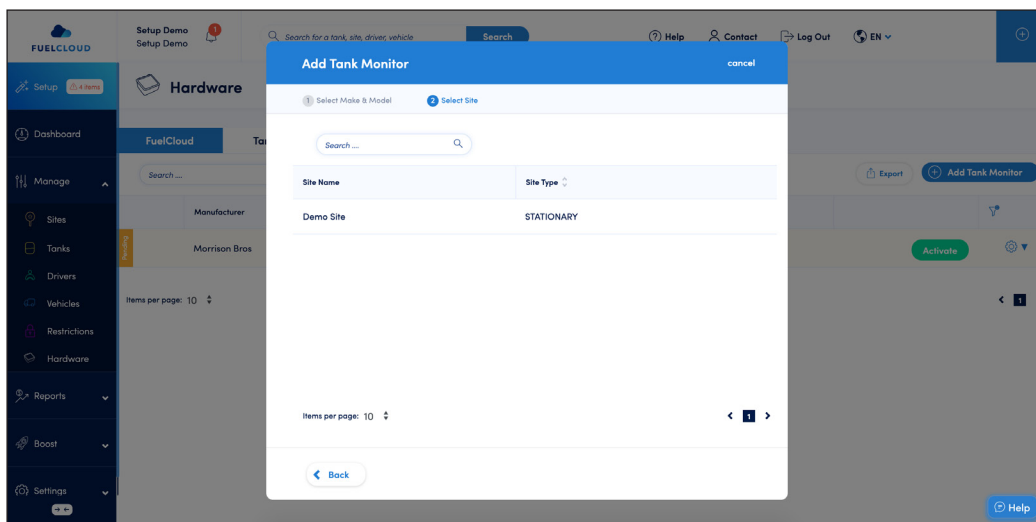 FUELCLOUD
Setup Demo
Setup Demo
1
Search for a tank, site, driver, vehicle
Search
Help
Contact
Log Out
EN
Setup
4 items
Hardware
Dashboard
Manage
Sites
Tanks
Drivers
Vehicles
Restrictions
Hardware
Reports
Boost
Settings
FuelCloud
Ta
Search ....
Export
Add Tank Monitor
Manufacturer
Pending
Morrison Bros
Activate
Items per page: 10
1
Add Tank Monitor
cancel
1 Select Make & Model
2 Select Site
Search ....
Site Name
Site Type
Demo Site
STATIONARY
Items per page: 10
1
Back
Help